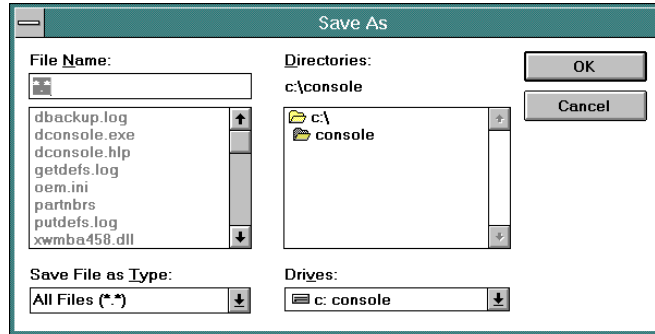 Save As
File Name:
*.*
dbackup.log
dconsole.exe
dconsole.hlp
getdefs.log
oem.ini
partnbrs
putdefs.log
xwmba458.dll
Save File as Type:
All Files (*.*)
Directories:
c:\console
c:\
console
Drives:
c: console
OK
Cancel